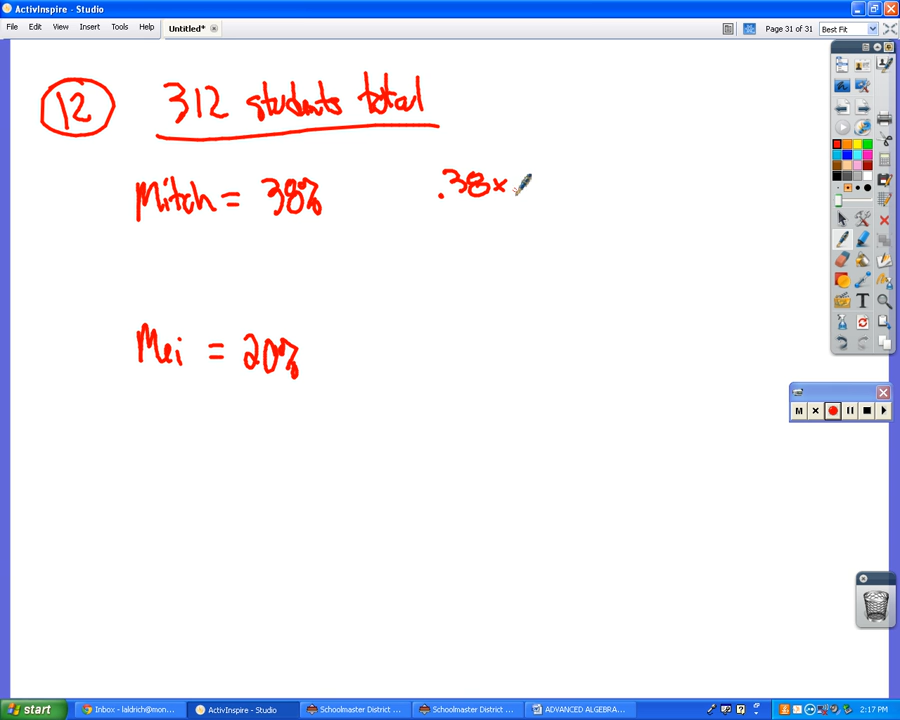 ActivInspire - Studio
File Edit View Insert Tools Help Untitled* Page 31 of 31 Best Fit
12 312 students total
Mitch = 38% .38×
Mei = 20%
M
start Inbox - laldrich@mon... ActivInspire - Studio Schoolmaster District ... Schoolmaster District ... ADVANCED ALGEBRA... 2:17 PM